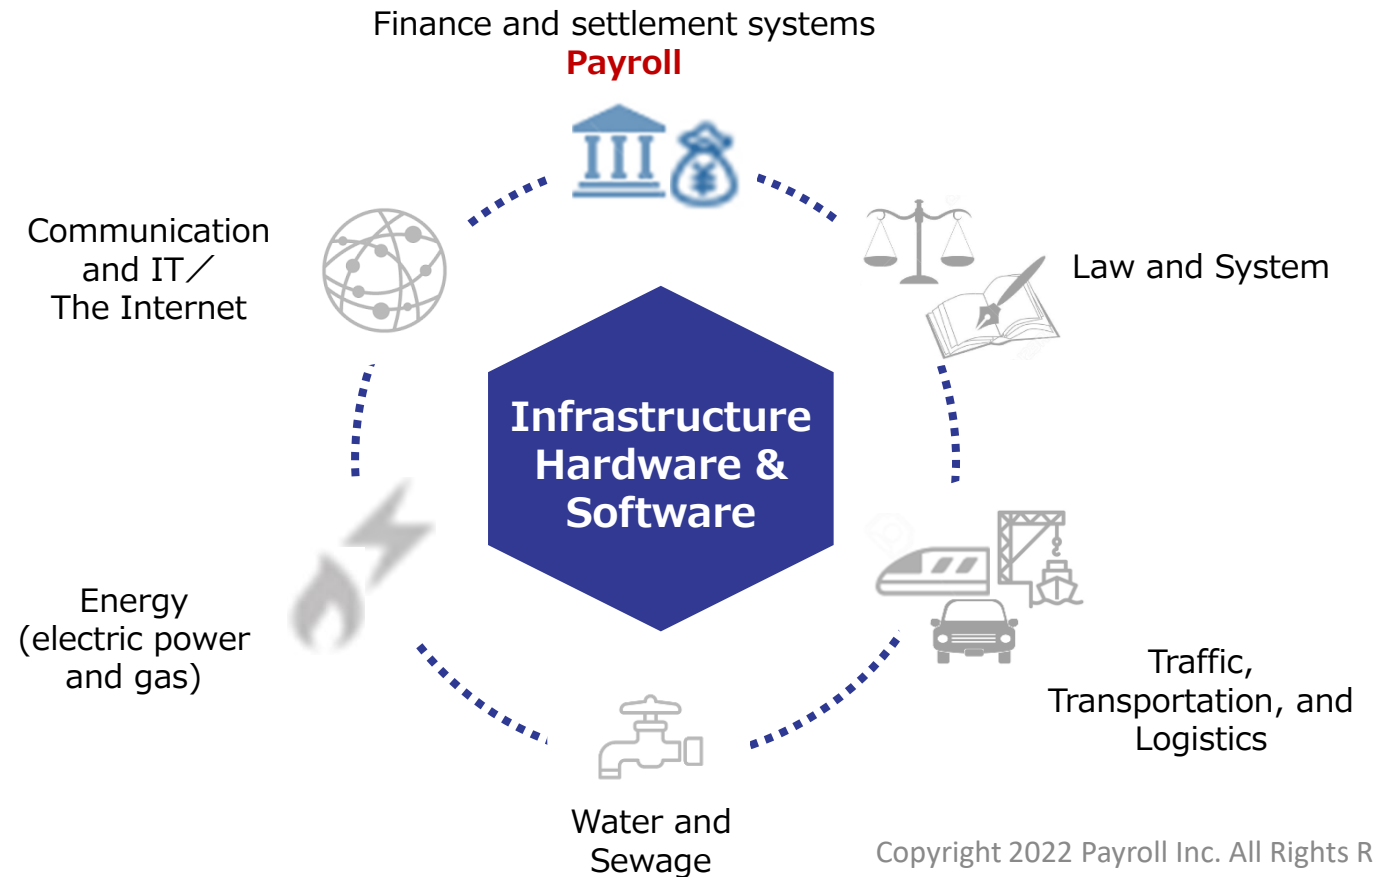 Finance and settlement systems
Payroll
Communication
and IT／
The Internet
Law and System
Infrastructure
Hardware &
Software
Energy
(electric power
and gas)
Traffic,
Transportation, and
Logistics
Water and
Sewage
Copyright 2022 Payroll Inc. All Rights R